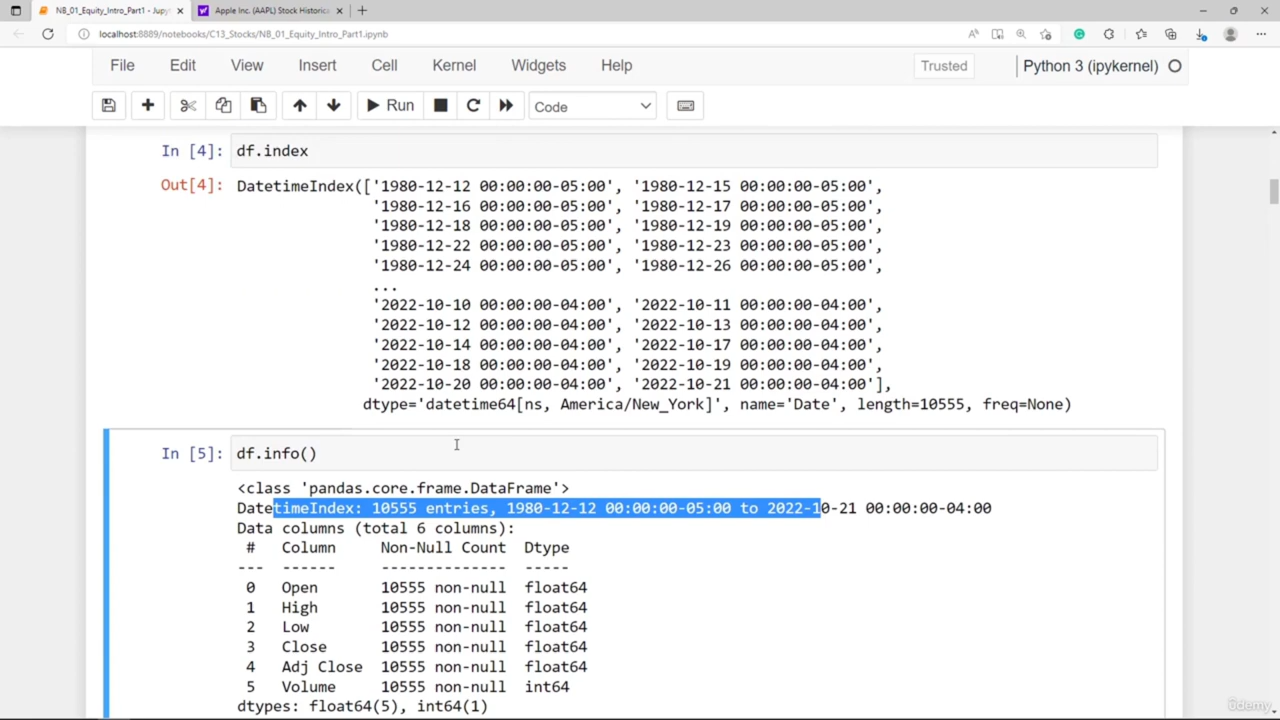 NB_01_Equity_Intro_Part1 - Jupyt
Apple Inc. (AAPL) Stock Historica
localhost:8889/notebooks/C13_Stocks/NB_01_Equity_Intro_Part1.ipynb
File Edit View Insert Cell Kernel Widgets Help Trusted Python 3 (ipykernel)
Run Code
In [4]: df.index
Out[4]: DatetimeIndex(['1980-12-12 00:00:00-05:00', '1980-12-15 00:00:00-05:00',
'1980-12-16 00:00:00-05:00', '1980-12-17 00:00:00-05:00',
'1980-12-18 00:00:00-05:00', '1980-12-19 00:00:00-05:00',
'1980-12-22 00:00:00-05:00', '1980-12-23 00:00:00-05:00',
'1980-12-24 00:00:00-05:00', '1980-12-26 00:00:00-05:00',
...
'2022-10-10 00:00:00-04:00', '2022-10-11 00:00:00-04:00',
'2022-10-12 00:00:00-04:00', '2022-10-13 00:00:00-04:00',
'2022-10-14 00:00:00-04:00', '2022-10-17 00:00:00-04:00',
'2022-10-18 00:00:00-04:00', '2022-10-19 00:00:00-04:00',
'2022-10-20 00:00:00-04:00', '2022-10-21 00:00:00-04:00'],
dtype='datetime64[ns, America/New_York]', name='Date', length=10555, freq=None)
In [5]: df.info()
<class 'pandas.core.frame.DataFrame'>
DatetimeIndex: 10555 entries, 1980-12-12 00:00:00-05:00 to 2022-10-21 00:00:00-04:00
Data columns (total 6 columns):
# Column Non-Null Count Dtype
--- ------ -------------- -----
0 Open 10555 non-null float64
1 High 10555 non-null float64
2 Low 10555 non-null float64
3 Close 10555 non-null float64
4 Adj Close 10555 non-null float64
5 Volume 10555 non-null int64
dtypes: float64(5), int64(1)
ûdemy